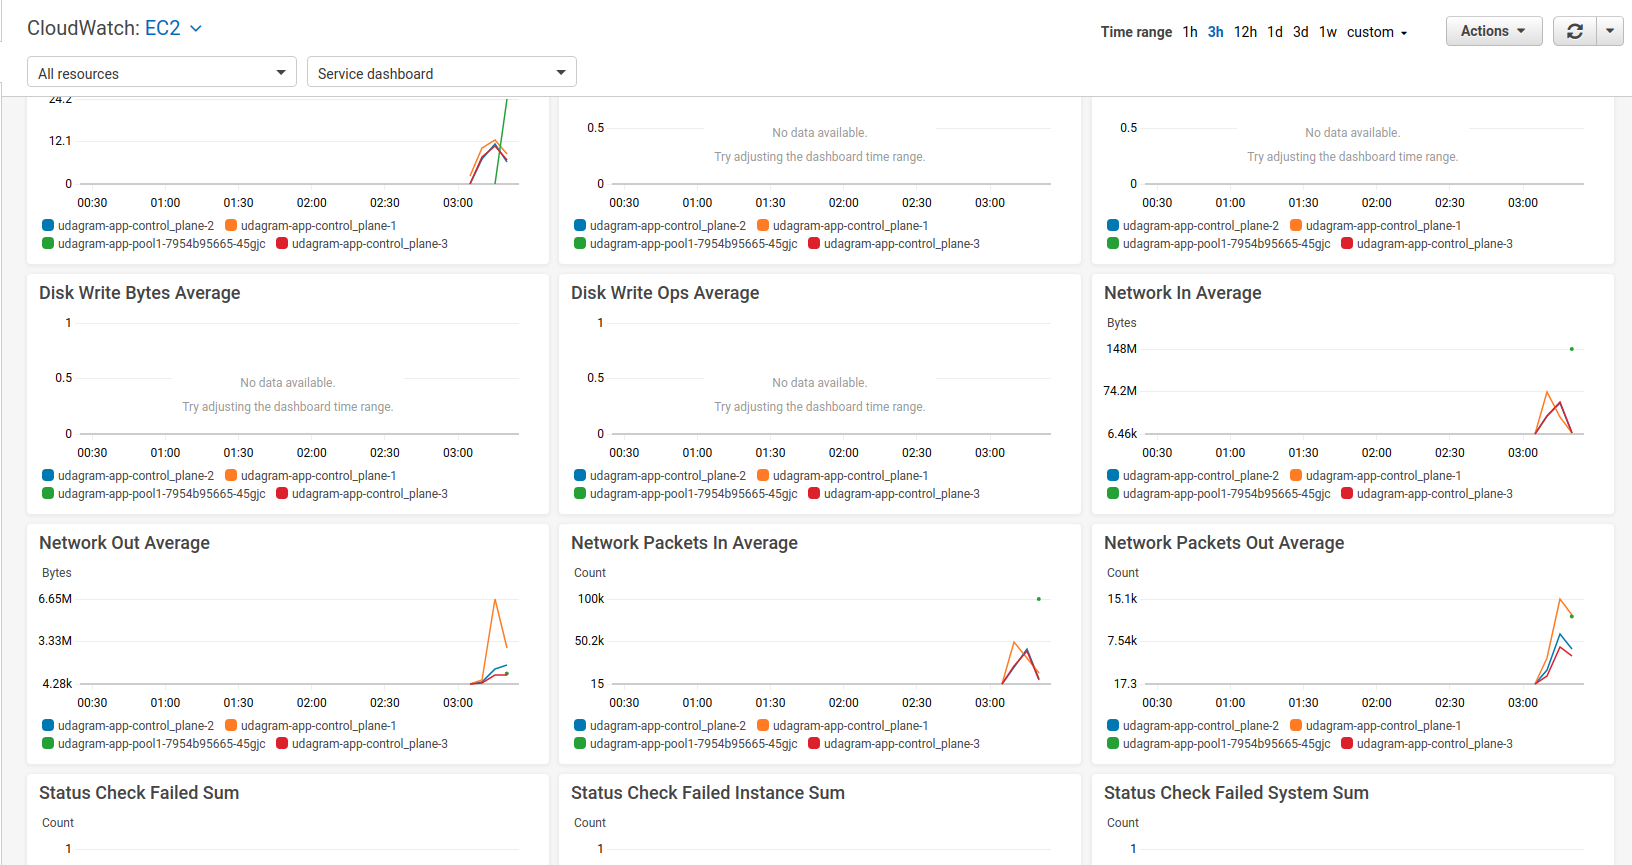 CloudWatch: EC2
Time range 1h 3h 12h 1d 3d 1w custom
Actions
All resources
Service dashboard
24.2
12.1
0
00:30 01:00 01:30 02:00 02:30 03:00
udagram-app-control_plane-2 udagram-app-control_plane-1
udagram-app-pool1-7954b95665-45gjc udagram-app-control_plane-3
0.5
No data available.
Try adjusting the dashboard time range.
0
00:30 01:00 01:30 02:00 02:30 03:00
udagram-app-control_plane-2 udagram-app-control_plane-1
udagram-app-pool1-7954b95665-45gjc udagram-app-control_plane-3
0.5
No data available.
Try adjusting the dashboard time range.
0
00:30 01:00 01:30 02:00 02:30 03:00
udagram-app-control_plane-2 udagram-app-control_plane-1
udagram-app-pool1-7954b95665-45gjc udagram-app-control_plane-3
Disk Write Bytes Average
1
0.5
No data available.
Try adjusting the dashboard time range.
0
00:30 01:00 01:30 02:00 02:30 03:00
udagram-app-control_plane-2 udagram-app-control_plane-1
udagram-app-pool1-7954b95665-45gjc udagram-app-control_plane-3
Disk Write Ops Average
1
0.5
No data available.
Try adjusting the dashboard time range.
0
00:30 01:00 01:30 02:00 02:30 03:00
udagram-app-control_plane-2 udagram-app-control_plane-1
udagram-app-pool1-7954b95665-45gjc udagram-app-control_plane-3
Network In Average
Bytes
148M
74.2M
6.46k
00:30 01:00 01:30 02:00 02:30 03:00
udagram-app-control_plane-2 udagram-app-control_plane-1
udagram-app-pool1-7954b95665-45gjc udagram-app-control_plane-3
Network Out Average
Bytes
6.65M
3.33M
4.28k
00:30 01:00 01:30 02:00 02:30 03:00
udagram-app-control_plane-2 udagram-app-control_plane-1
udagram-app-pool1-7954b95665-45gjc udagram-app-control_plane-3
Network Packets In Average
Count
100k
50.2k
15
00:30 01:00 01:30 02:00 02:30 03:00
udagram-app-control_plane-2 udagram-app-control_plane-1
udagram-app-pool1-7954b95665-45gjc udagram-app-control_plane-3
Network Packets Out Average
Count
15.1k
7.54k
17.3
00:30 01:00 01:30 02:00 02:30 03:00
udagram-app-control_plane-2 udagram-app-control_plane-1
udagram-app-pool1-7954b95665-45gjc udagram-app-control_plane-3
Status Check Failed Sum
Count
1
Status Check Failed Instance Sum
Count
1
Status Check Failed System Sum
Count
1